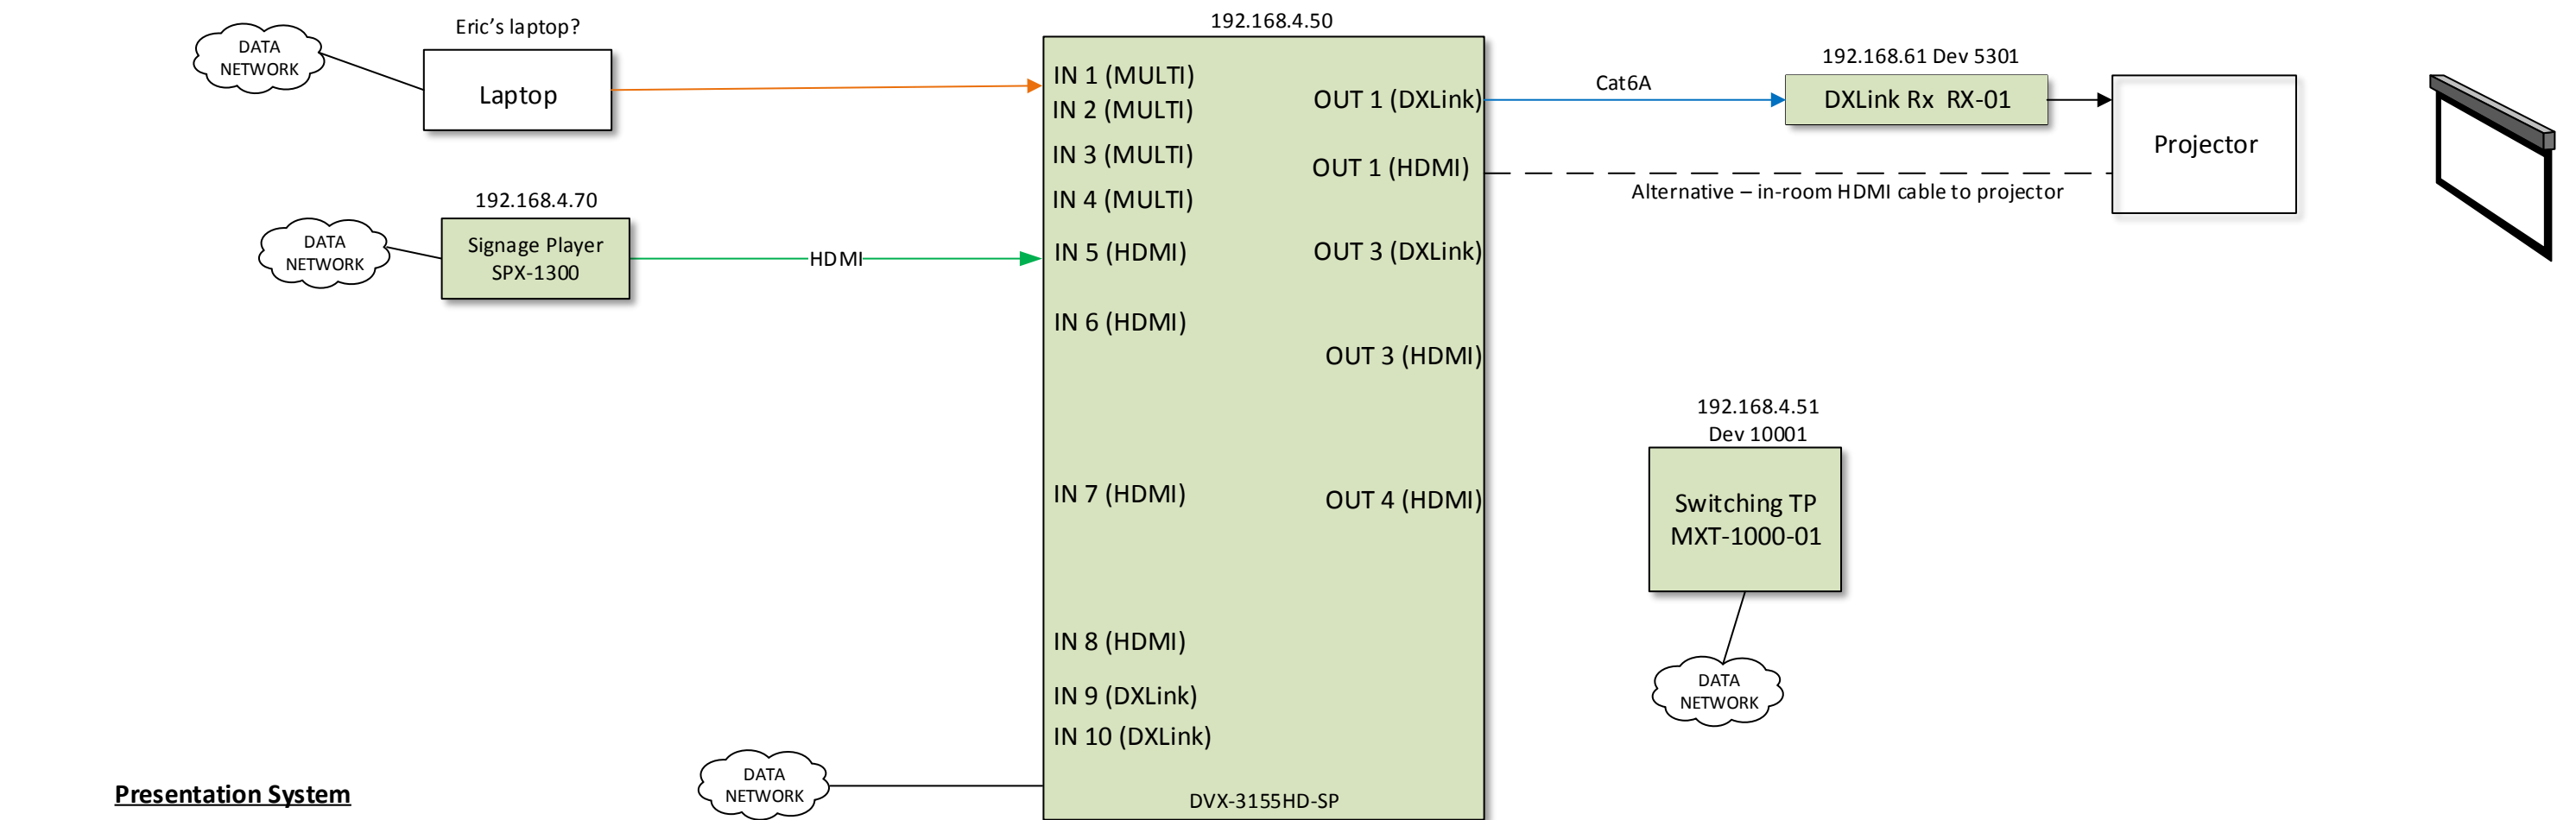 192.168.4.50
Eric's laptop?
DATA
NETWORK
Laptop
192.168.4.70
DATA
NETWORK
Signage Player
SPX-1300
HDMI
IN 1 (MULTI)
IN 2 (MULTI)
IN 3 (MULTI)
IN 4 (MULTI)
IN 5 (HDMI)
IN 6 (HDMI)
IN 7 (HDMI)
IN 8 (HDMI)
IN 9 (DXLink)
IN 10 (DXLink)
OUT 1 (DXLink)
OUT 1 (HDMI)
OUT 3 (DXLink)
OUT 3 (HDMI)
OUT 4 (HDMI)
DVX-3155HD-SP
Cat6A
192.168.61 Dev 5301
DXLink Rx RX-01
Projector
Alternative – in-room HDMI cable to projector
192.168.4.51
Dev 10001
Switching TP
MXT-1000-01
DATA
NETWORK
DATA
NETWORK
Presentation System